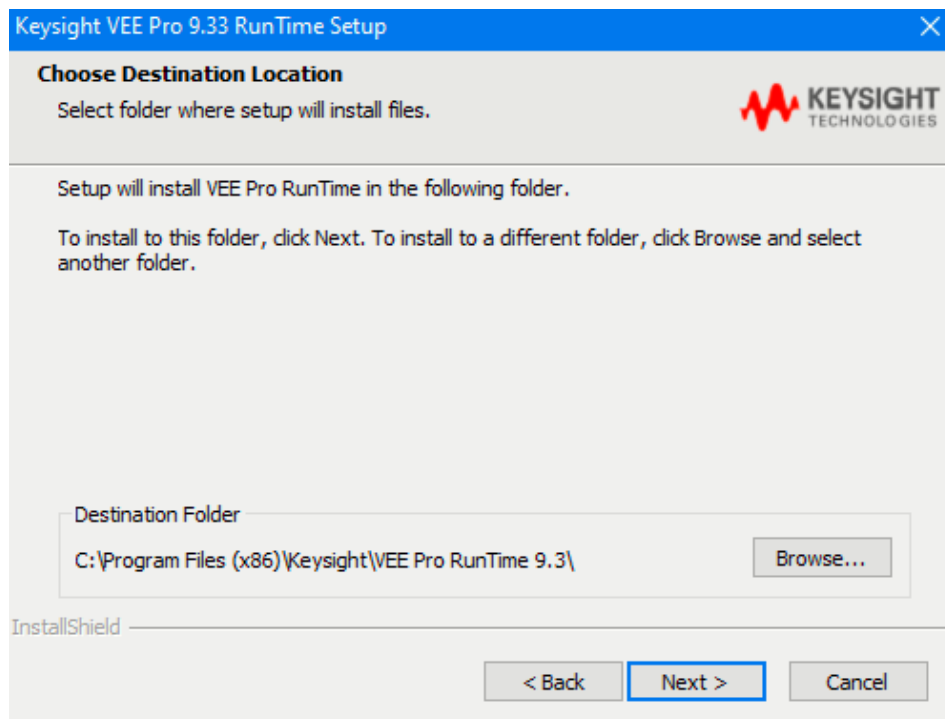 Keysight VEE Pro 9.33 RunTime Setup
Choose Destination Location
Select folder where setup will install files.
KEYSIGHT
TECHNOLOGIES
Setup will install VEE Pro RunTime in the following folder.
To install to this folder, click Next. To install to a different folder, click Browse and select
another folder.
Destination Folder
C:\Program Files (x86)\Keysight\VEE Pro RunTime 9.3\
Browse...
InstallShield
< Back
Next >
Cancel